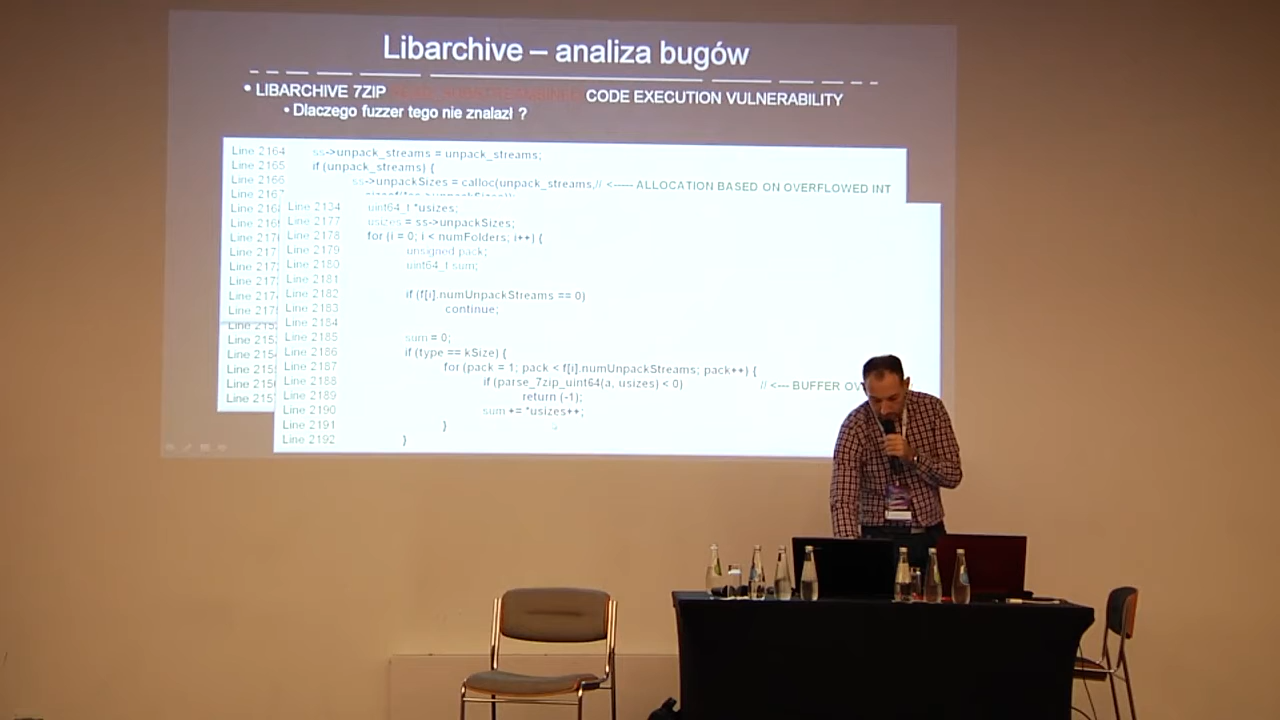 Libarchive – analiza bugów
• LIBARCHIVE 7ZIP READ_SUBSTREAMSINFO CODE EXECUTION VULNERABILITY
• Dlaczego fuzzer tego nie znalazł ?
Line 2164 ss->unpack_streams = unpack_streams;
Line 2165 if (unpack_streams) {
Line 2166 ss->unpackSizes = calloc(unpack_streams,// <----- ALLOCATION BASED ON OVERFLOWED INT
Line 2134 uint64_t *usizes;
Line 2177 usizes = ss->unpackSizes;
Line 2178 for (i = 0; i < numFolders; i++) {
Line 2179 unsigned pack;
Line 2180 uint64_t sum;
Line 2181
Line 2182 if (f[i].numUnpackStreams == 0)
Line 2183 continue;
Line 2184
Line 2185 sum = 0;
Line 2186 if (type == kSize) {
Line 2187 for (pack = 1; pack < f[i].numUnpackStreams; pack++) {
Line 2188 if (parse_7zip_uint64(a, usizes) < 0) // <--- BUFFER
Line 2189 return (-1);
Line 2190 sum += *usizes++;
Line 2191 }
Line 2192 }